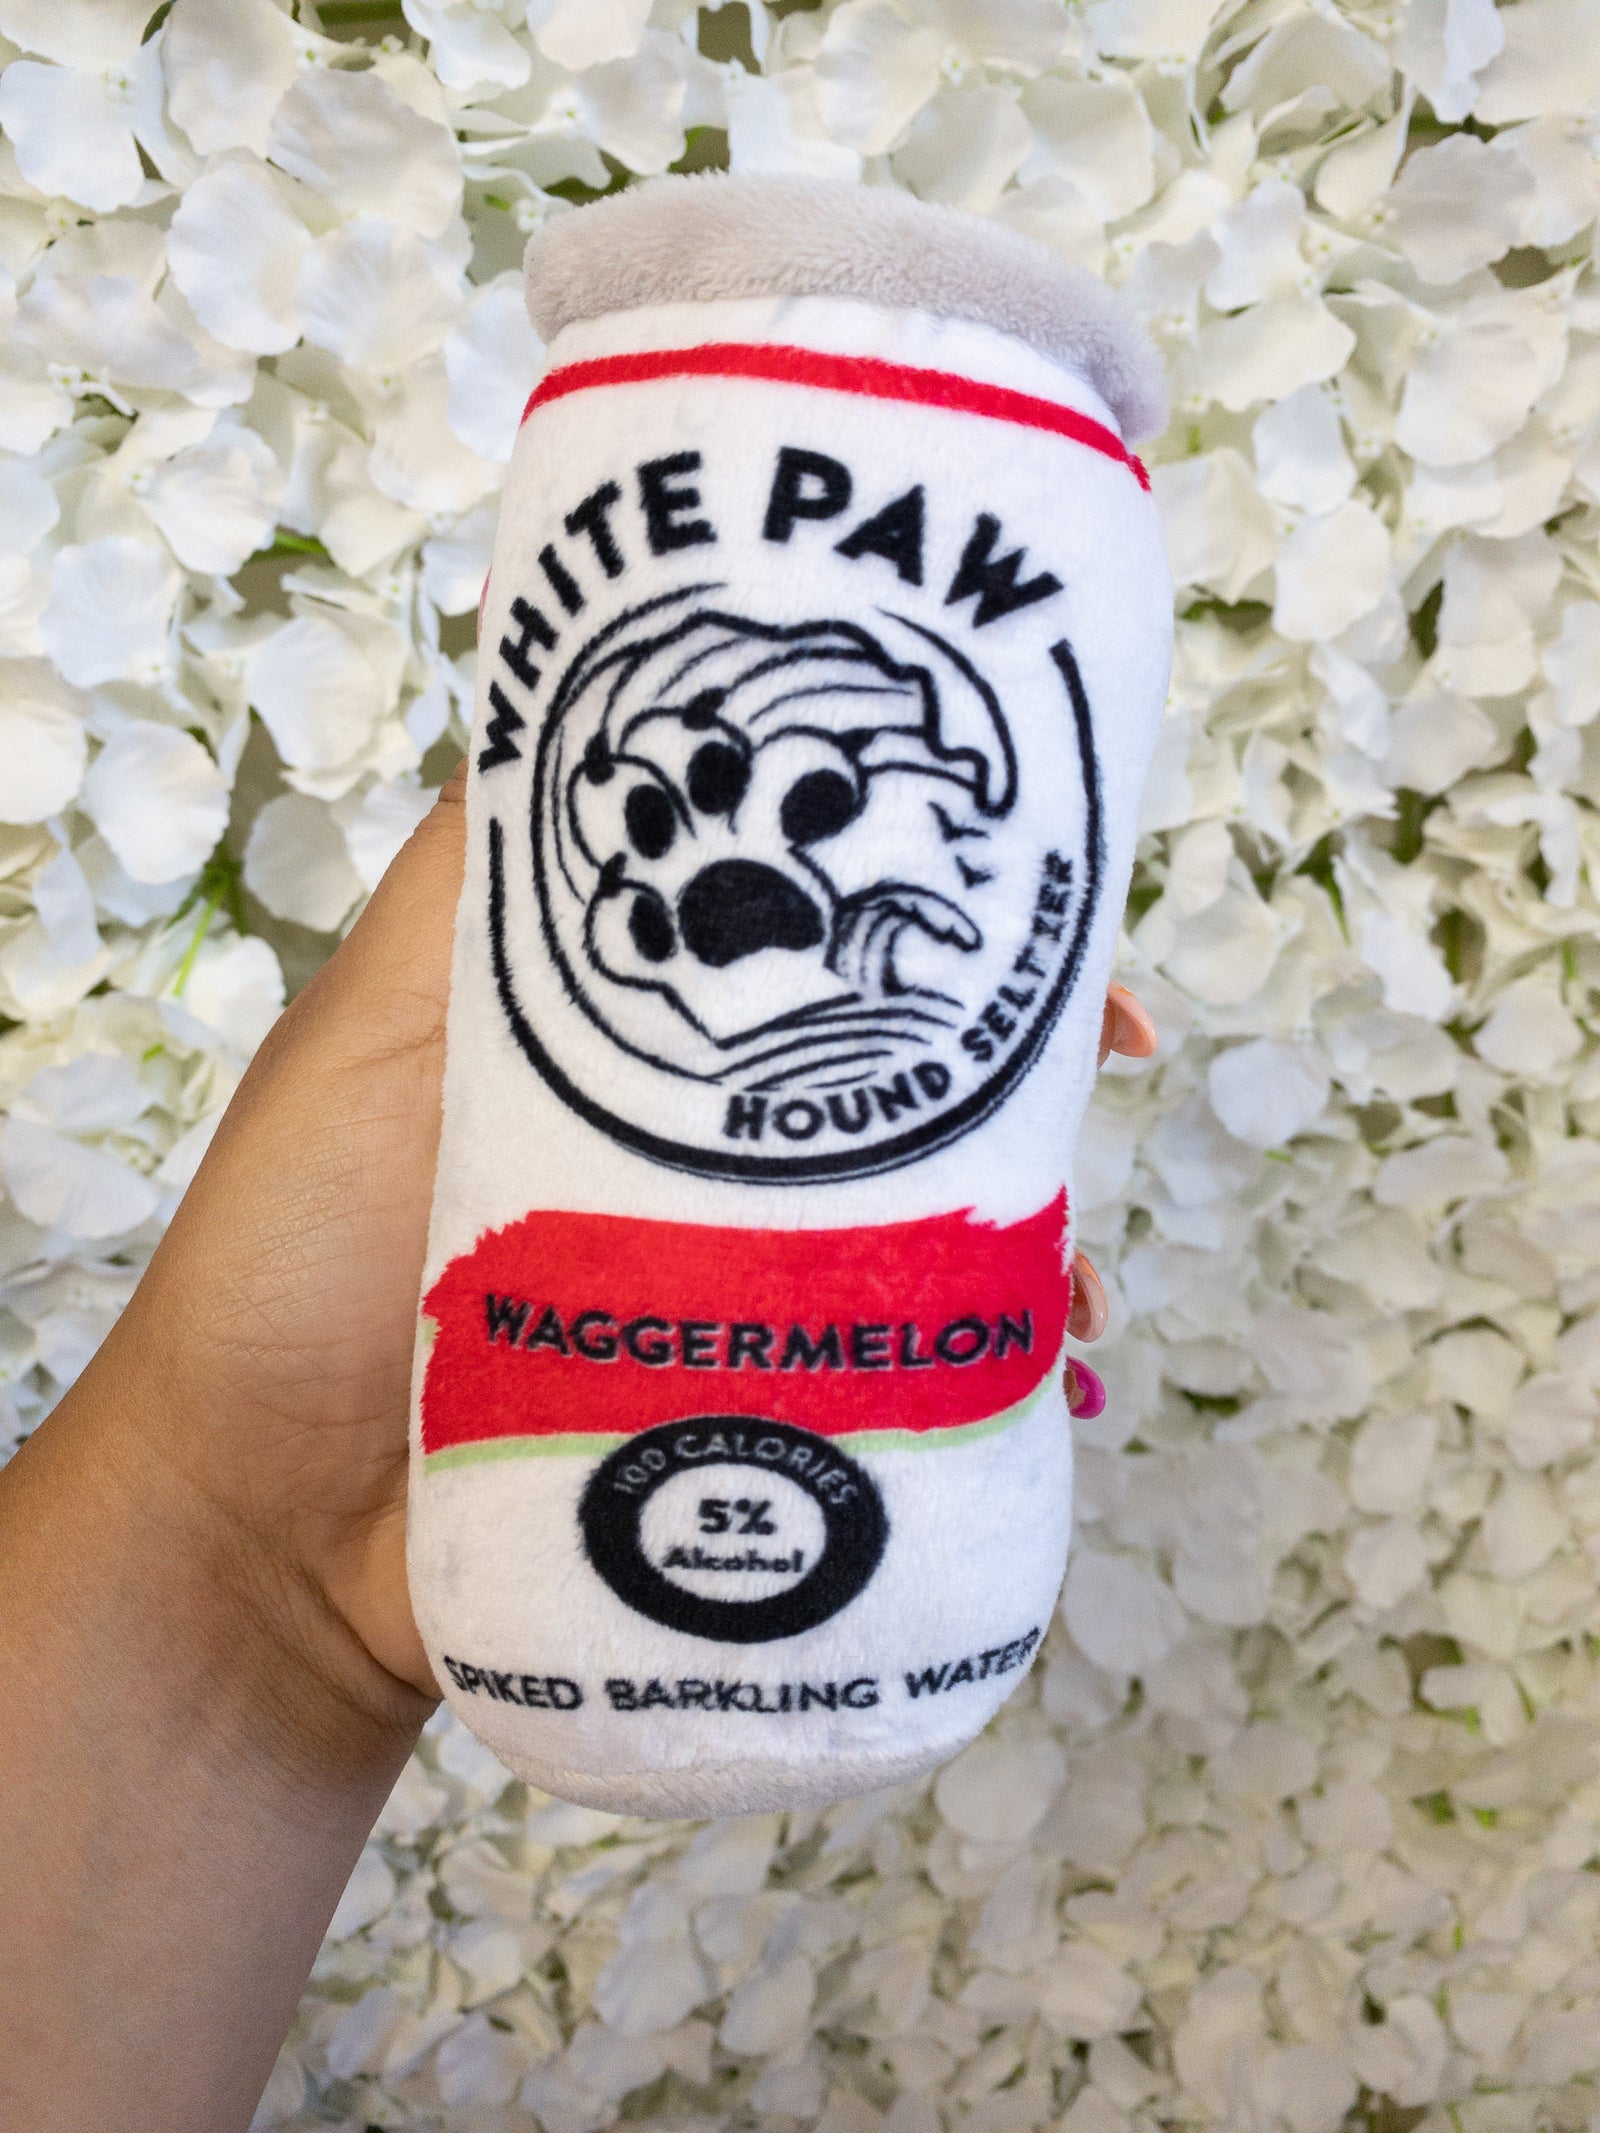 WHITE PAW
HOUND SELTZER
WAGGERMELON
100 CALORIES
5%
Alcohol
SPIKED BARKLING WATER